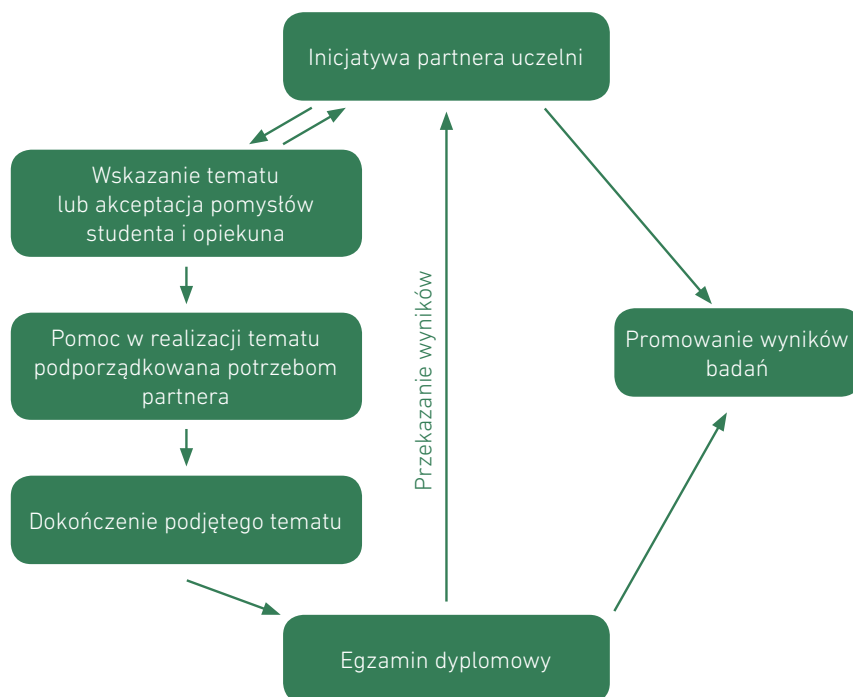 Inicjatywa partnera uczelni
Wskazanie tematu
lub akceptacja pomysłów
studenta i opiekuna
Pomoc w realizacji tematu
podporządkowana potrzebom
partnera
Przekazanie wyników
Promowanie wyników
badań
Dokończenie podjętego tematu
Egzamin dyplomowy